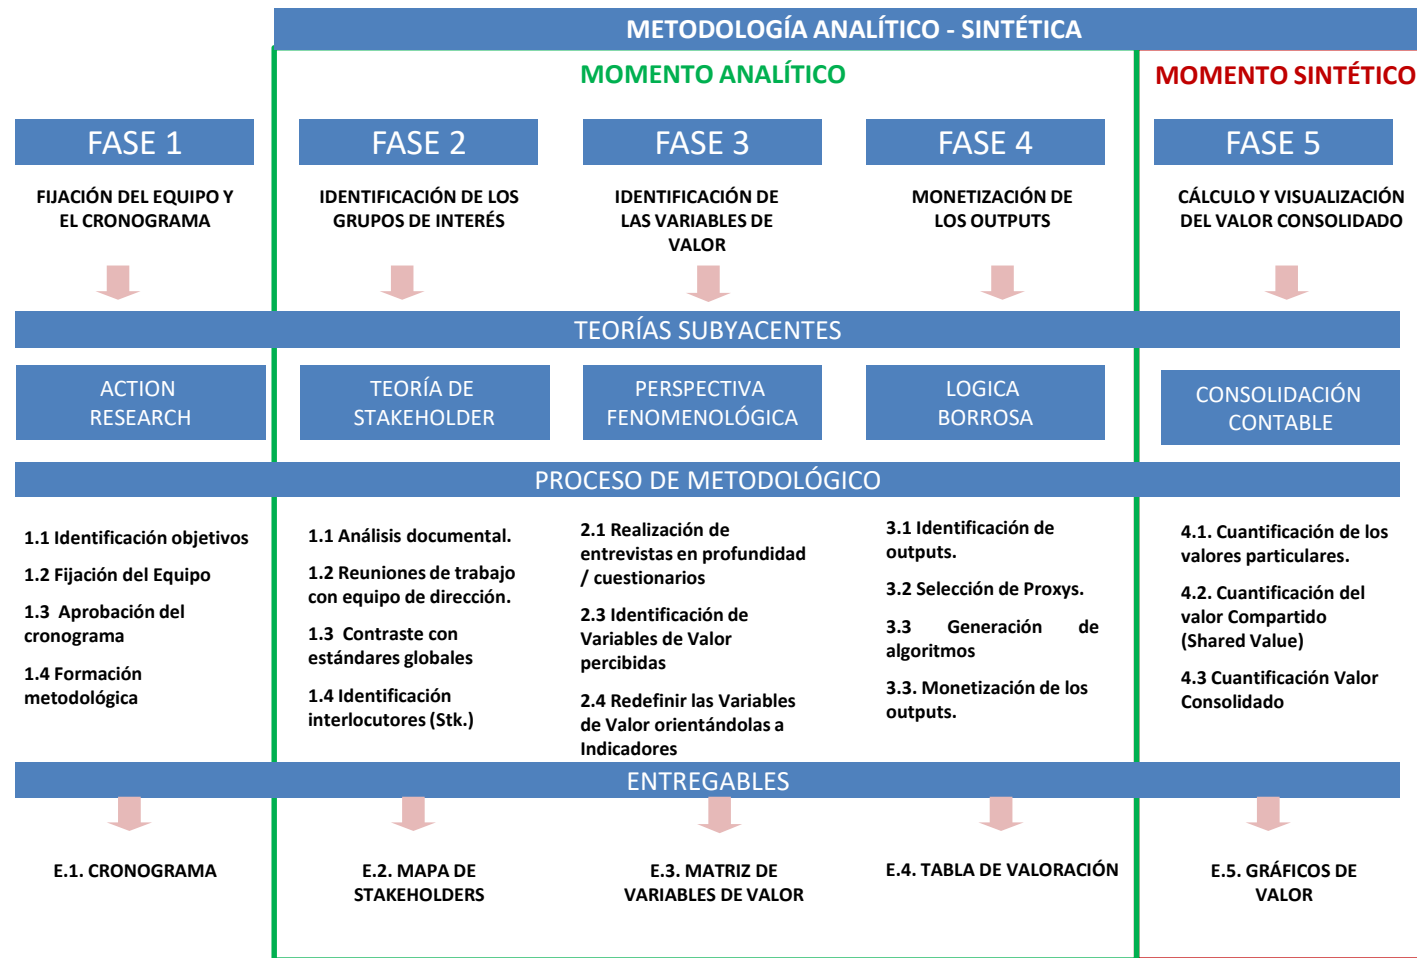 METODOLOGÍA ANALÍTICO - SINTÉTICA
MOMENTO ANALÍTICO
MOMENTO SINTÉTICO
FASE 1
FASE 2
FASE 3
FASE 4
FASE 5
FIJACIÓN DEL EQUIPO Y
EL CRONOGRAMA
IDENTIFICACIÓN DE LOS
GRUPOS DE INTERÉS
IDENTIFICACIÓN DE
LAS VARIABLES DE
VALOR
MONETIZACIÓN DE
LOS OUTPUTS
CÁLCULO Y VISUALIZACIÓN
DEL VALOR CONSOLIDADO
TEORÍAS SUBYACENTES
ACTION
RESEARCH
TEORÍA DE
STAKEHOLDER
PERSPECTIVA
FENOMENOLÓGICA
LOGICA
BORROSA
CONSOLIDACIÓN
CONTABLE
PROCESO DE METODOLÓGICO
1.1 Identificación objetivos
1.2 Fijación del Equipo
1.3 Aprobación del
cronograma
1.4 Formación
metodológica
1.1 Análisis documental.
1.2 Reuniones de trabajo
con equipo de dirección.
1.3 Contraste con
estándares globales
1.4 Identificación
interlocutores (Stk.)
2.1 Realización de
entrevistas en profundidad
/ cuestionarios
2.3 Identificación de
Variables de Valor
percibidas
2.4 Redefinir las Variables
de Valor orientándolas a
Indicadores
3.1 Identificación de
outputs.
3.2 Selección de Proxys.
3.3 Generación de
algoritmos
3.3. Monetización de los
outputs.
4.1. Cuantificación de los
valores particulares.
4.2. Cuantificación del
valor Compartido
(Shared Value)
4.3 Cuantificación Valor
Consolidado
ENTREGABLES
E.1. CRONOGRAMA
E.2. MAPA DE
STAKEHOLDERS
E.3. MATRIZ DE
VARIABLES DE VALOR
E.4. TABLA DE VALORACIÓN
E.5. GRÁFICOS DE
VALOR